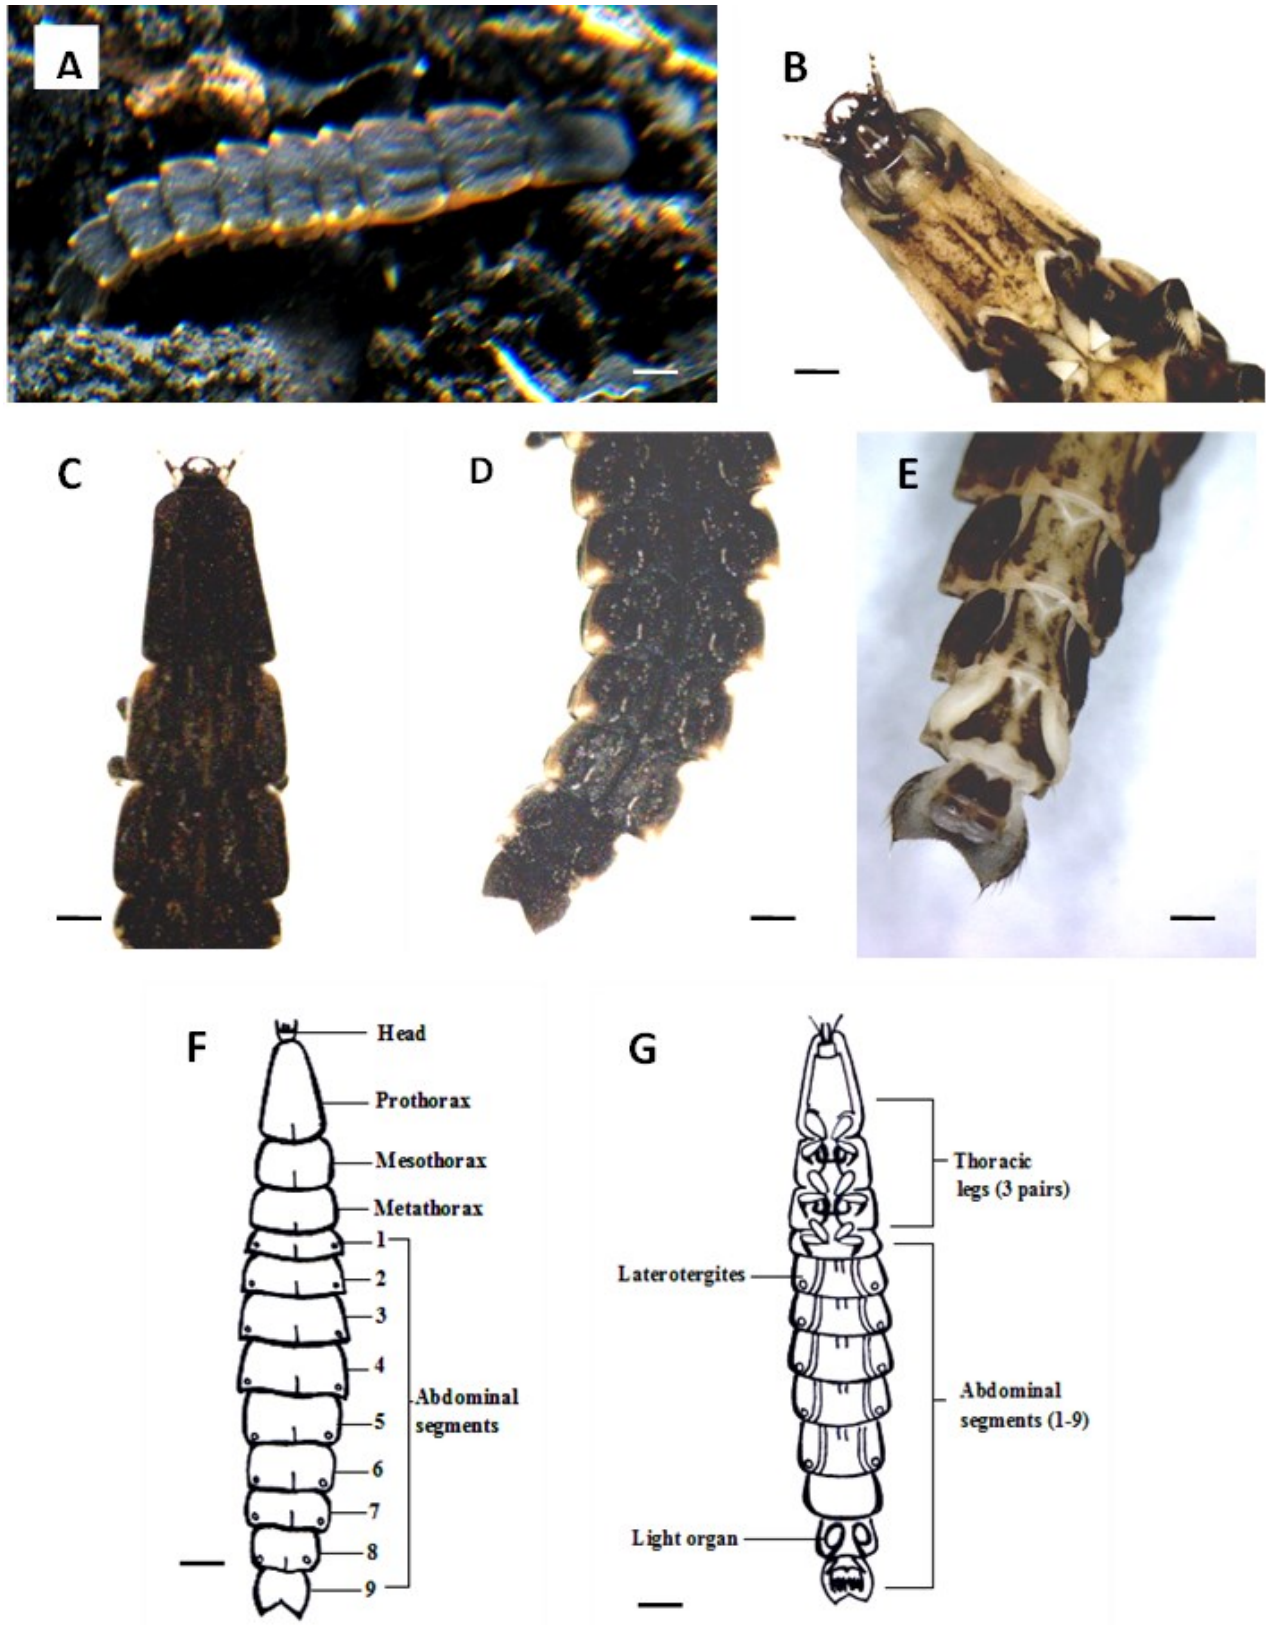 A
B
C
D
E
F
Head
Prothorax
Mesothorax
Metathorax
1
2
3
4
5
6
7
8
9
Abdominal
segments
G
Thoracic
legs (3 pairs)
Laterotergites
Abdominal
segments (1-9)
Light organ